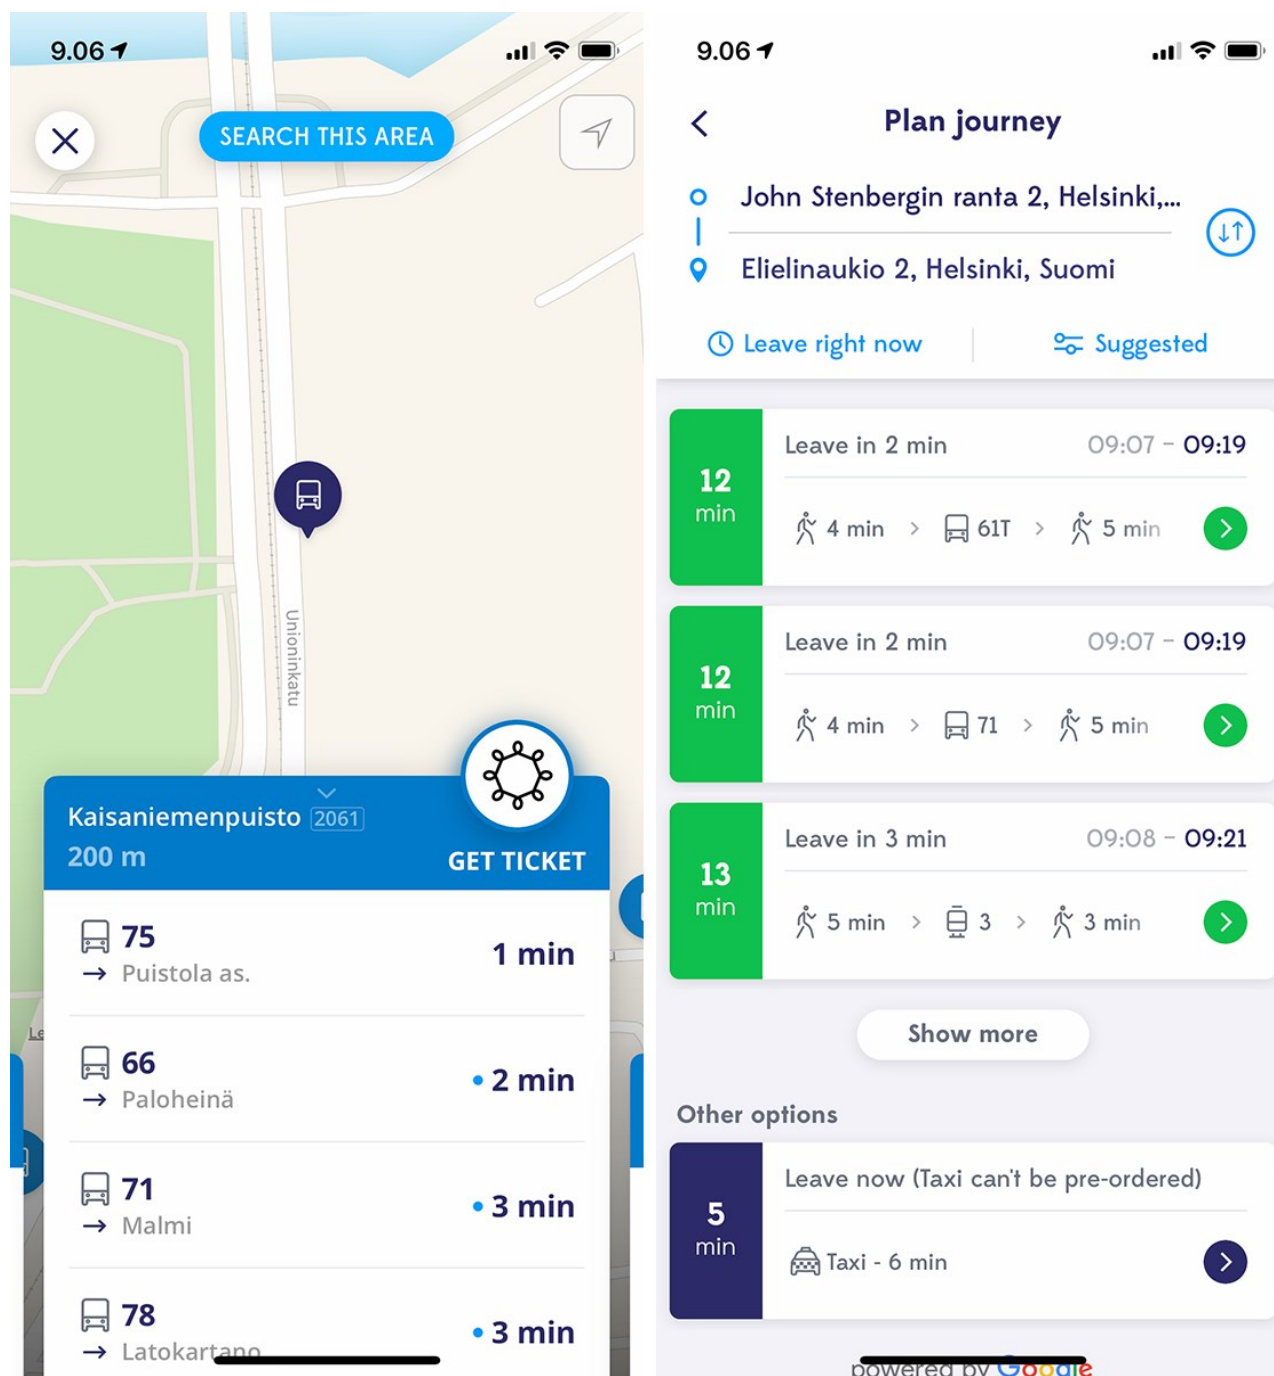 9.06
SEARCH THIS AREA
Unioninkatu
Kaisaniemenpuisto 2061
200 m
GET TICKET
75
1 min
Puistola as.
66
2 min
Paloheinä
71
3 min
Malmi
78
3 min
Latokartano
Le
9.06
Plan journey
John Stenbergin ranta 2, Helsinki,...
Elielinaukio 2, Helsinki, Suomi
Leave right now
Suggested
12 min
Leave in 2 min 09:07 - 09:19
4 min > 61T > 5 min
12 min
Leave in 2 min 09:07 - 09:19
4 min > 71 > 5 min
13 min
Leave in 3 min 09:08 - 09:21
5 min > 3 > 3 min
Show more
Other options
5 min
Leave now (Taxi can't be pre-ordered)
Taxi - 6 min
powered by Google